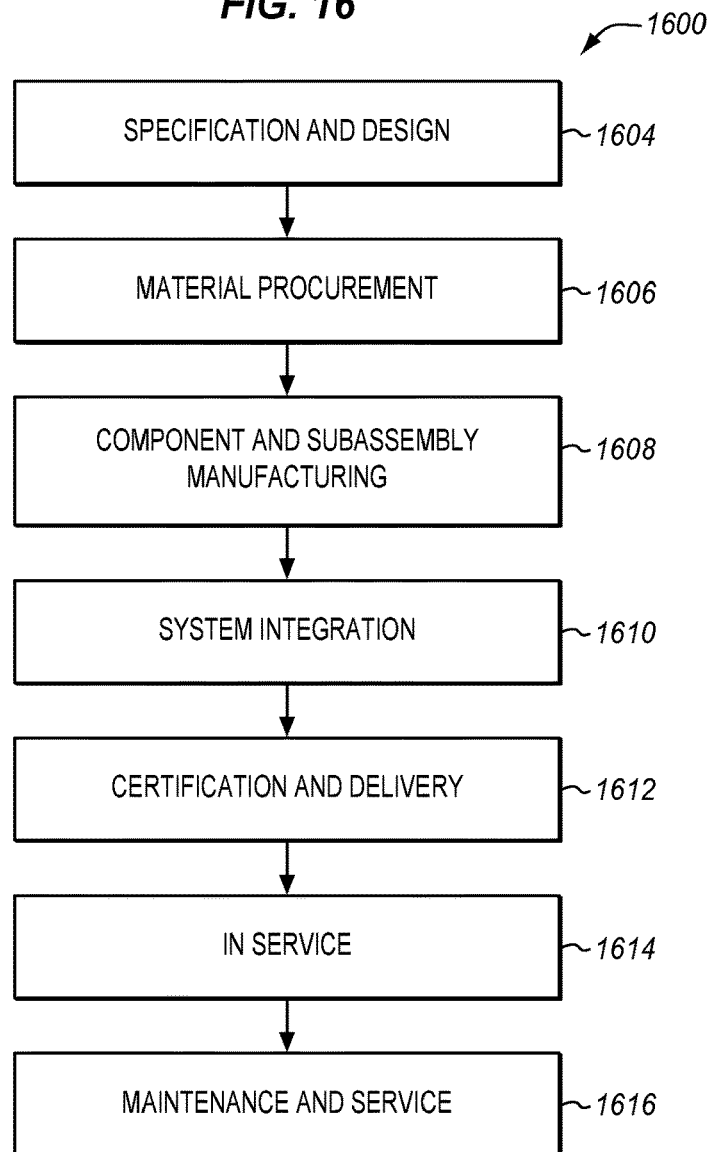 FIG. 16
1600
SPECIFICATION AND DESIGN
1604
MATERIAL PROCUREMENT
1606
COMPONENT AND SUBASSEMBLY
MANUFACTURING
1608
SYSTEM INTEGRATION
1610
CERTIFICATION AND DELIVERY
1612
IN SERVICE
1614
MAINTENANCE AND SERVICE
1616